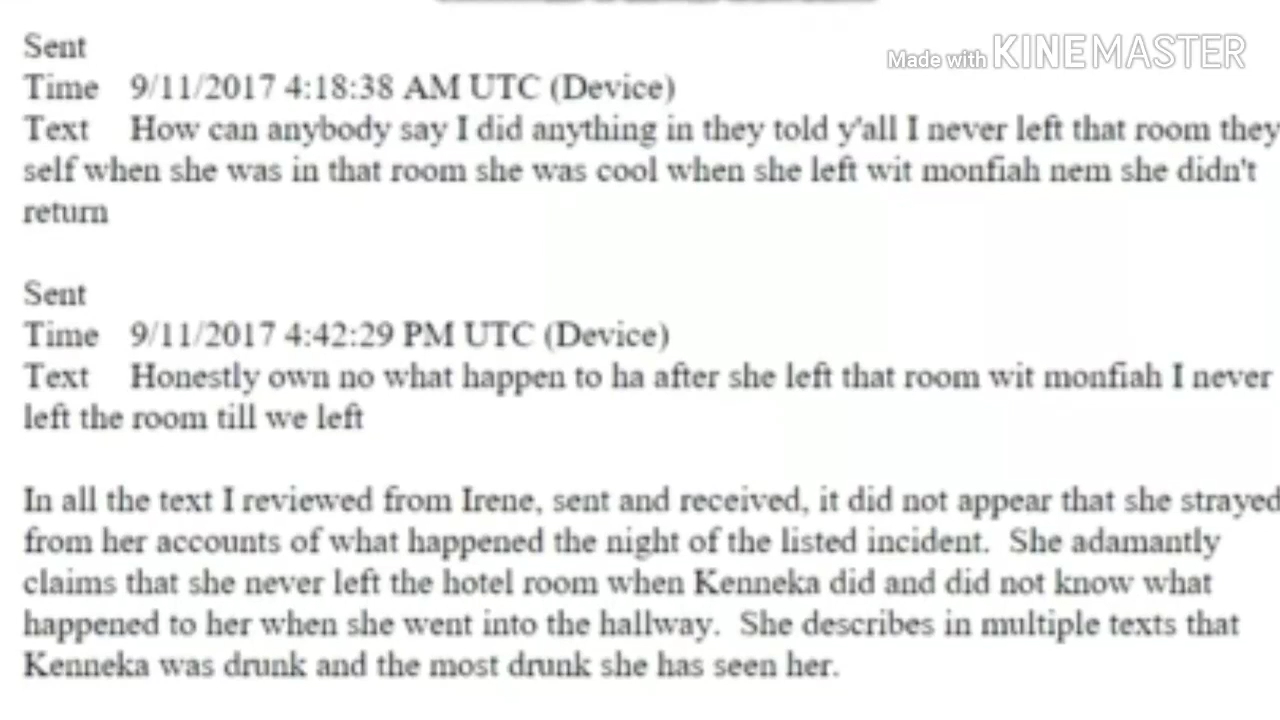 Made with KINEMASTER
Sent
Time 9/11/2017 4:18:38 AM UTC (Device)
Text How can anybody say I did anything in they told y'all I never left that room they
self when she was in that room she was cool when she left wit monfiah nem she didn't
return
Sent
Time 9/11/2017 4:42:29 PM UTC (Device)
Text Honestly own no what happen to ha after she left that room wit monfiah I never
left the room till we left
In all the text I reviewed from Irene, sent and received, it did not appear that she strayed
from her accounts of what happened the night of the listed incident. She adamantly
claims that she never left the hotel room when Kenneka did and did not know what
happened to her when she went into the hallway. She describes in multiple texts that
Kenneka was drunk and the most drunk she has seen her.